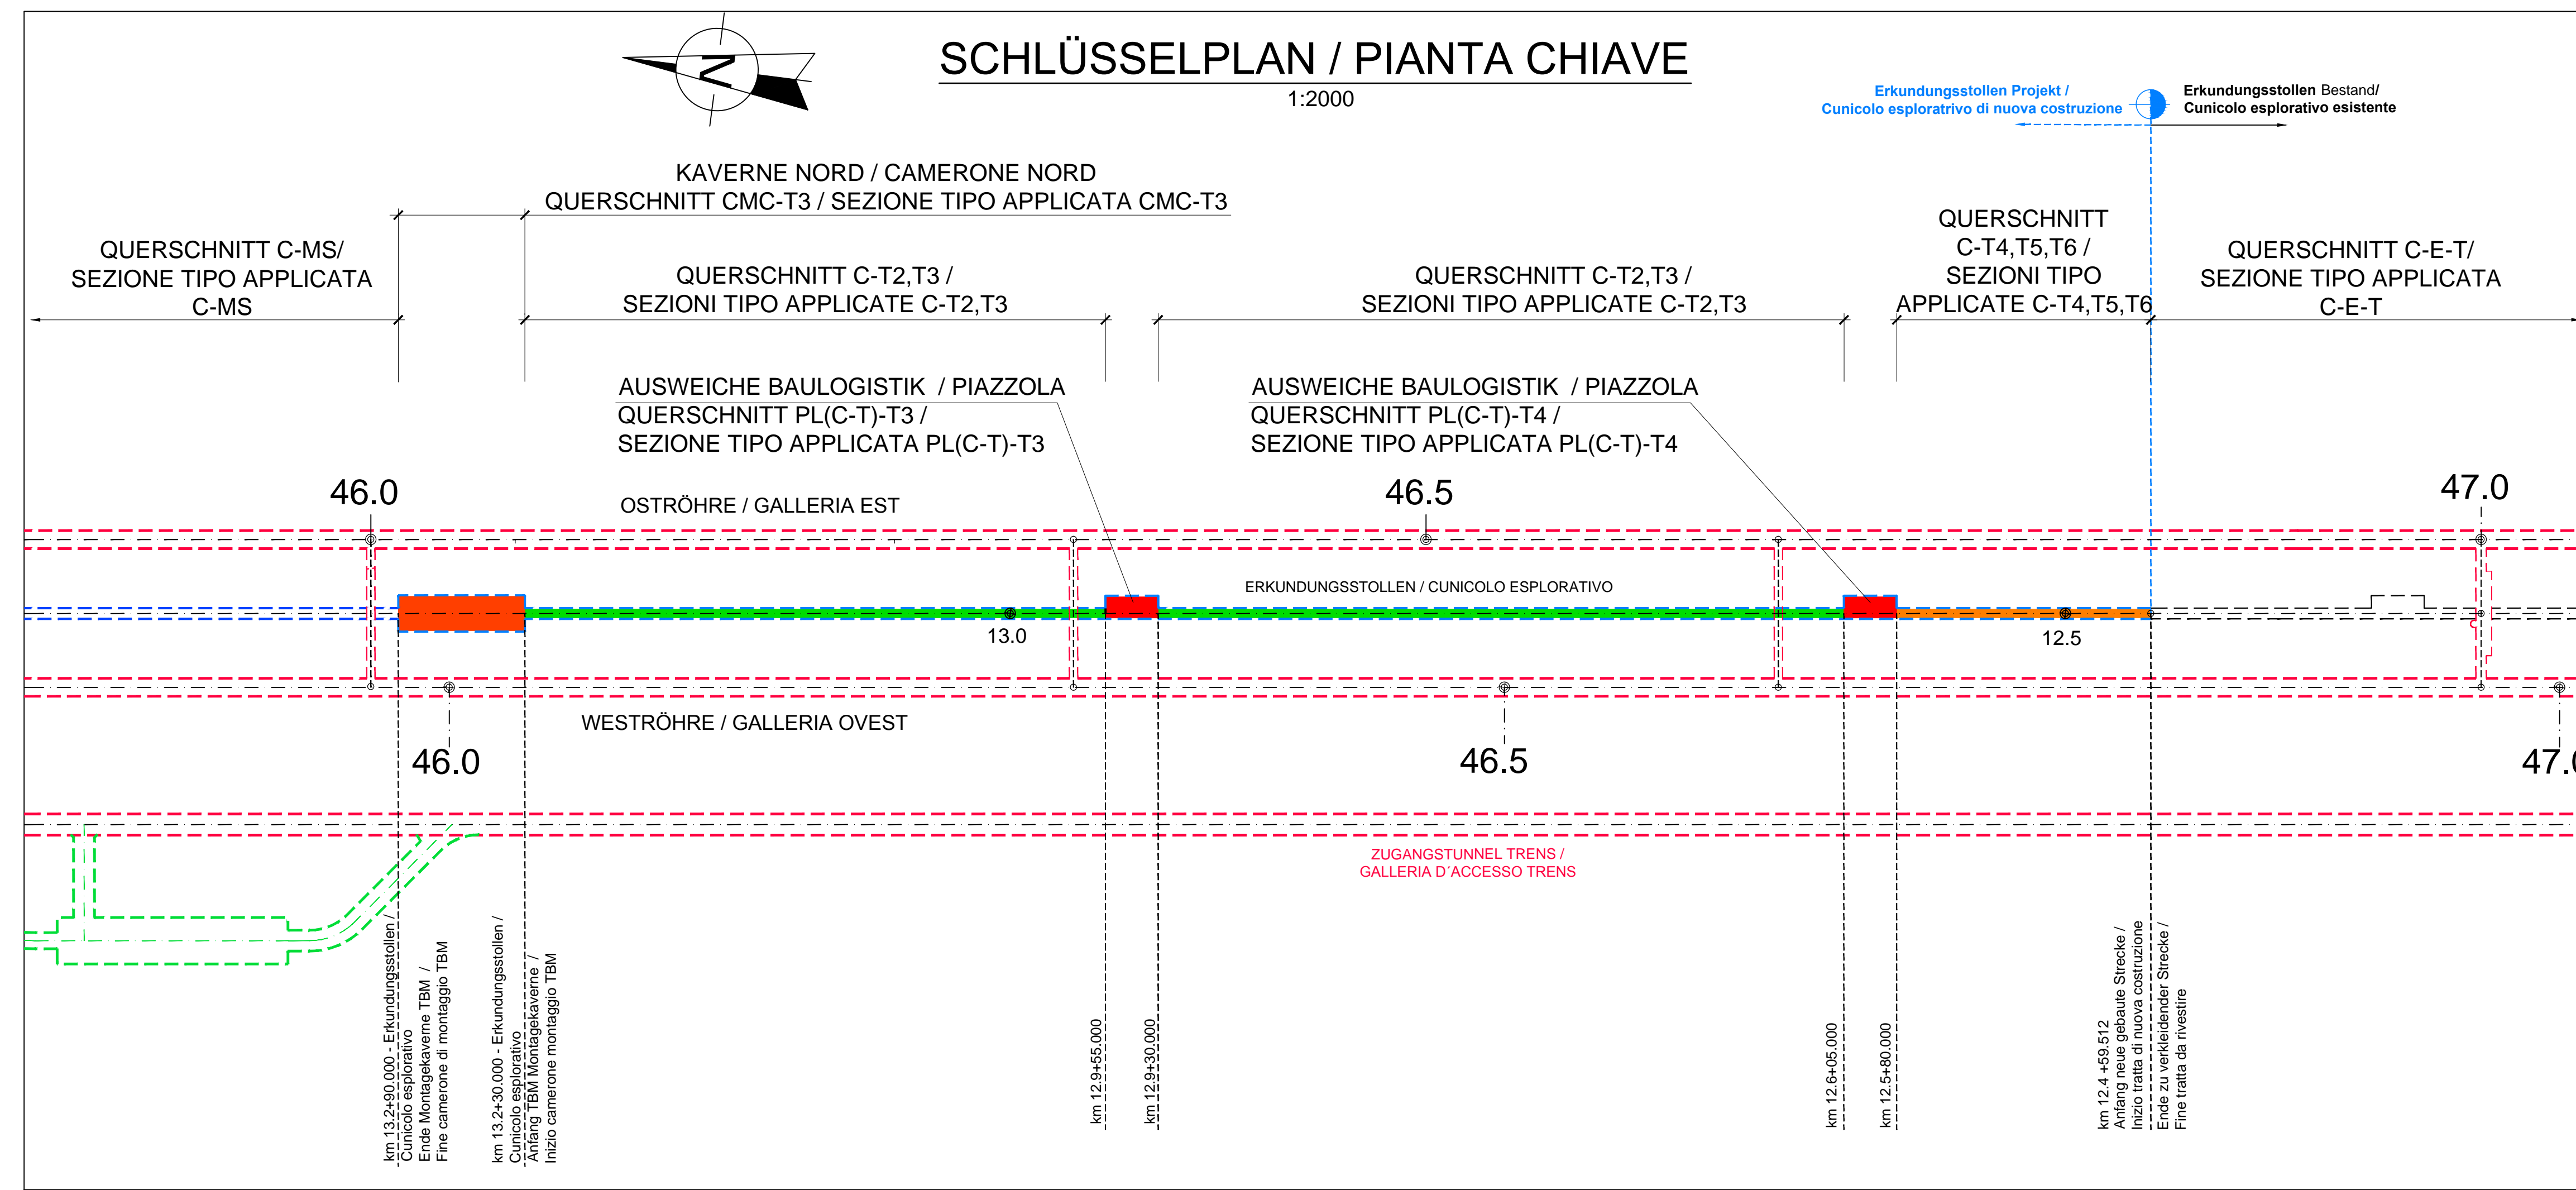 SCHLÜSSELPLAN / PIANTA CHIAVE
1:2000
N
Erkundungsstollen Projekt /
Cunicolo esploratrivo di nuova costruzione
Erkundungsstollen Bestand/
Cunicolo esplorativo esistente
KAVERNE NORD / CAMERONE NORD
QUERSCHNITT CMC-T3 / SEZIONE TIPO APPLICATA CMC-T3
QUERSCHNITT C-MS/
SEZIONE TIPO APPLICATA
C-MS
QUERSCHNITT C-T2,T3 /
SEZIONI TIPO APPLICATE C-T2,T3
QUERSCHNITT C-T2,T3 /
SEZIONI TIPO APPLICATE C-T2,T3
QUERSCHNITT
C-T4,T5,T6 /
SEZIONI TIPO
APPLICATE C-T4,T5,T6
QUERSCHNITT C-E-T/
SEZIONE TIPO APPLICATA
C-E-T
AUSWEICHE BAULOGISTIK / PIAZZOLA
QUERSCHNITT PL(C-T)-T3 /
SEZIONE TIPO APPLICATA PL(C-T)-T3
AUSWEICHE BAULOGISTIK / PIAZZOLA
QUERSCHNITT PL(C-T)-T4 /
SEZIONE TIPO APPLICATA PL(C-T)-T4
46.0
OSTRÖHRE / GALLERIA EST
46.5
47.0
ERKUNDUNGSSTOLLEN / CUNICOLO ESPLORATIVO
13.0
12.5
WESTRÖHRE / GALLERIA OVEST
46.0
46.5
47.0
ZUGANGSTUNNEL TRENS /
GALLERIA D´ACCESSO TRENS
km 13.2+90.000 - Erkundungsstollen /
Cunicolo esplorativo
Ende Montagekaverne TBM /
Fine camerone di montaggio TBM
km 13.2+30.000 - Erkundungsstollen /
Cunicolo esplorativo
Anfang TBM Montagekaverne /
Inizio camerone montaggio TBM
km 12.9+55.000
km 12.9+30.000
km 12.6+05.000
km 12.5+80.000
km 12.4 +59.512
Anfang neue gebaute Strecke /
Inizio tratta di nuova costruzione
Ende zu verkleidender Strecke /
Fine tratta da rivestire